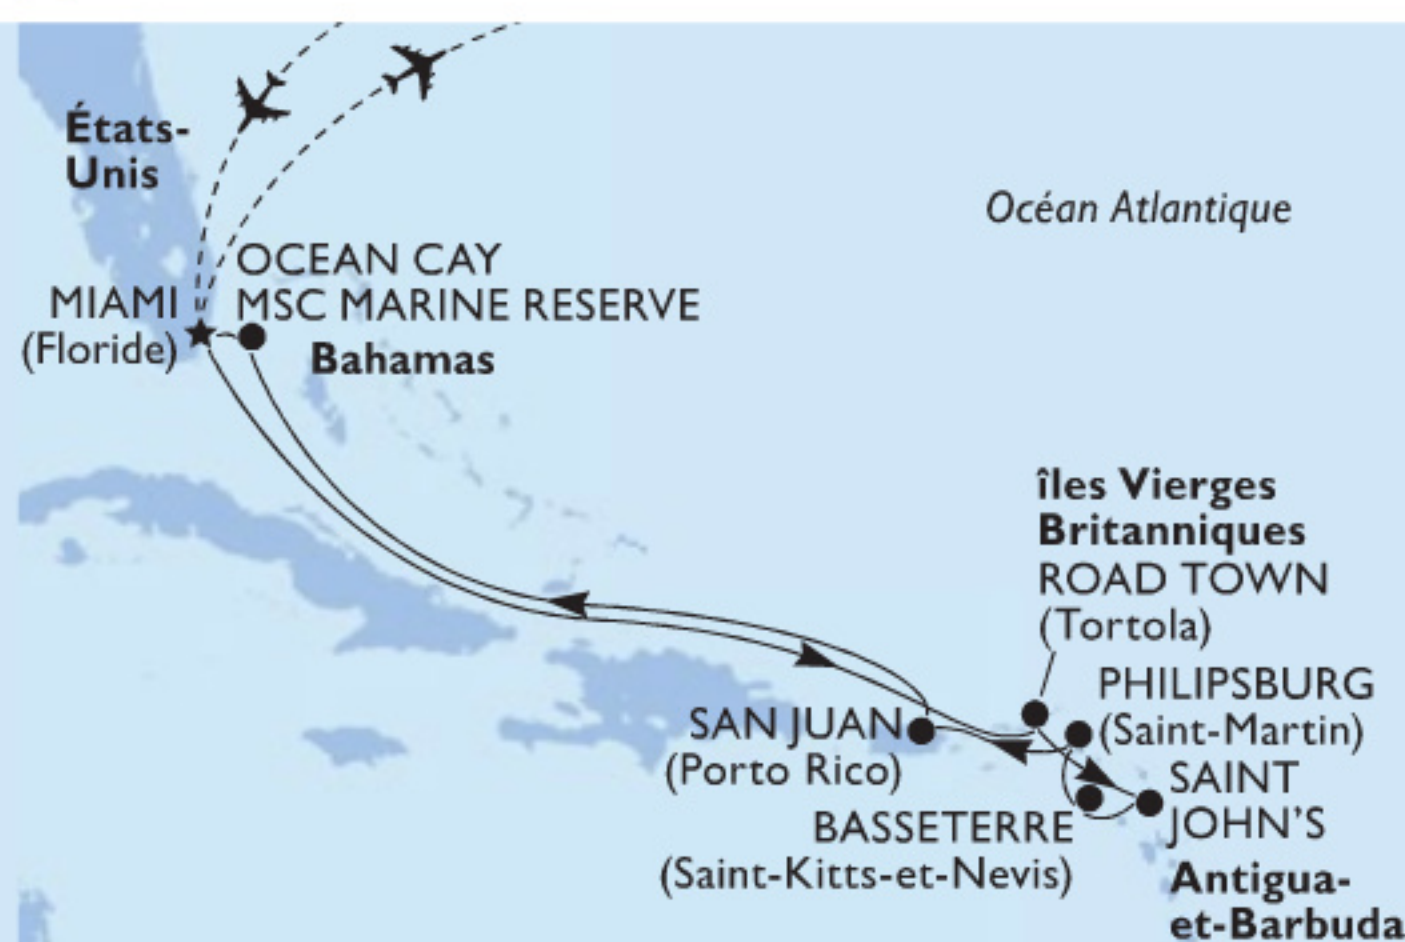 États-
Unis
Océan Atlantique
OCEAN CAY
MSC MARINE RESERVE
MIAMI
(Floride)
Bahamas
îles Vierges
Britanniques
ROAD TOWN
(Tortola)
PHILIPSBURG
(Saint-Martin)
SAN JUAN
(Porto Rico)
SAINT
JOHN'S
BASSETERRE
(Saint-Kitts-et-Nevis)
Antigua-
et-Barbuda